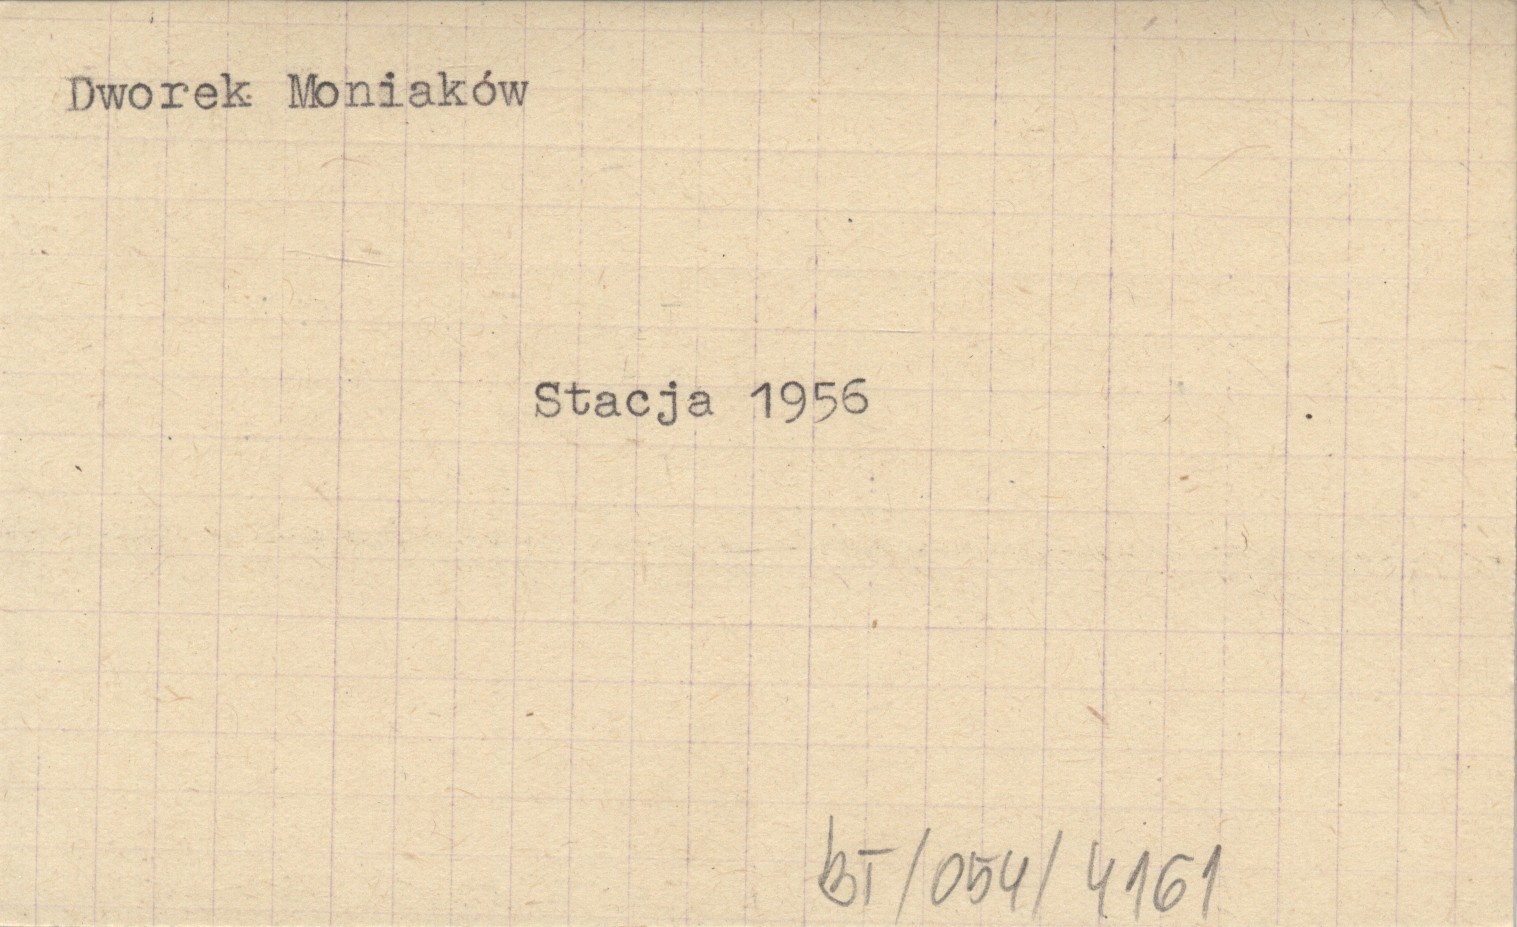 Dworek Moniaków
Stacja 1956
BT/054/4161